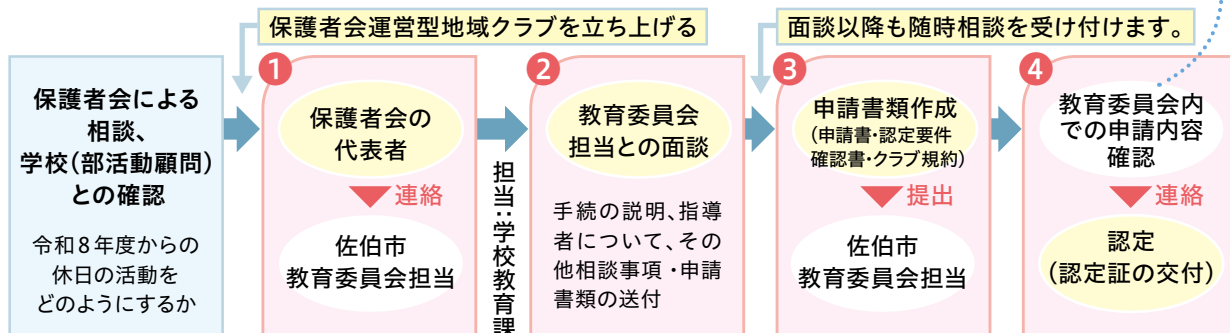 保護者会運営型地域クラブを立ち上げる
面談以降も随時相談を受け付けます。
保護者会による
相談、
学校(部活動顧問)
との確認
令和８年度からの
休日の活動を
どのようにするか
1
保護者会の
代表者
連絡
佐伯市
教育委員会担当
担当:学校教育課
2
教育委員会
担当との面談
手続の説明、指導
者について、その
他相談事項・申請
書類の送付
3
申請書類作成
(申請書・認定要件
確認書・クラブ規約)
提出
佐伯市
教育委員会担当
4
教育委員会内
での申請内容
確認
連絡
認定
(認定証の交付)